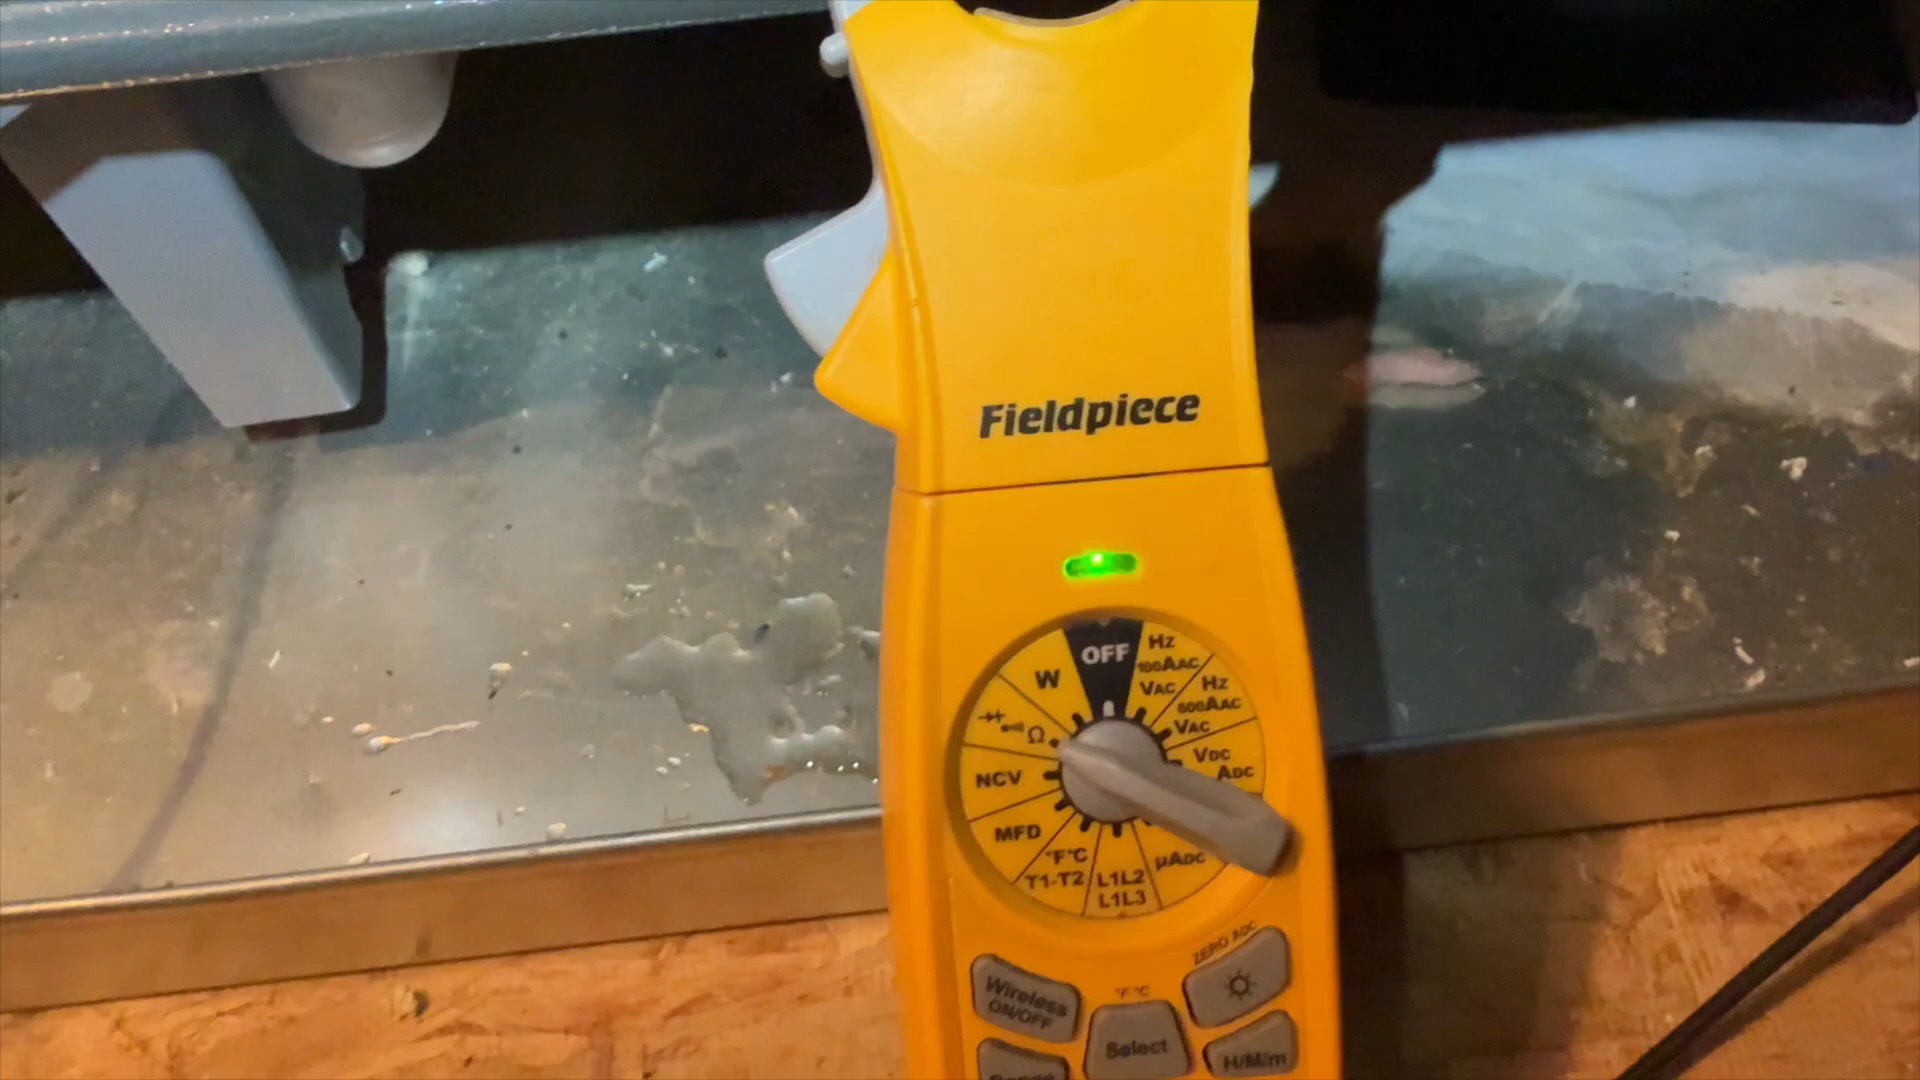 Fieldpiece
OFF
Hz
100AAC
VAC
Hz
600AAC
VAC
VDC
ADC
µADC
L1L2
L1L3
°F°C
T1-T2
MFD
NCV
Ω
W
ZERO ADC
Wireless
ON/OFF
°F°C
Select
H/M/m
Range